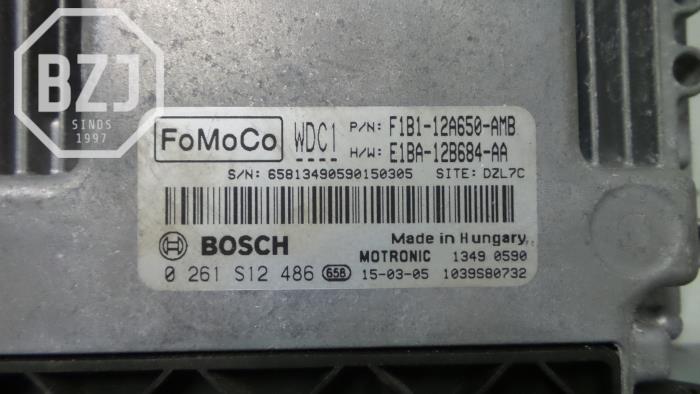 BZJ
SINDS
1997
FoMoCo WDC1 P/N: F1B1-12A650-AMB
H/W: E1BA-12B684-AA
S/N: 65813490590150305 SITE: DZL7C
BOSCH Made in Hungary
MOTRONIC 1349 0590
0 261 S12 486 658 15-03-05 1039S80732